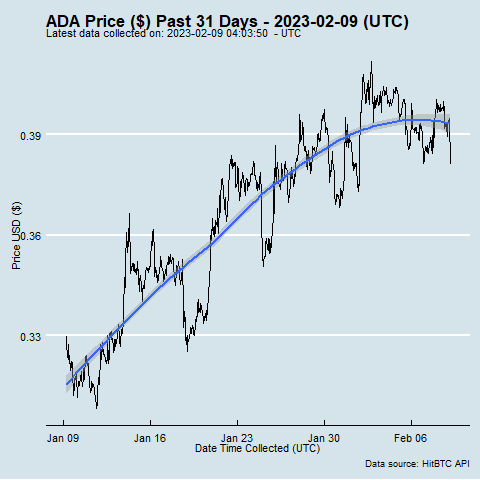 ADA Price ($) Past 31 Days - 2023-02-09 (UTC)
Latest data collected on: 2023-02-09 04:03:50  - UTC
Price USD ($)
0.39
0.36
0.33
Jan 09
Jan 16
Jan 23
Jan 30
Feb 06
Date Time Collected (UTC)
Data source: HitBTC API